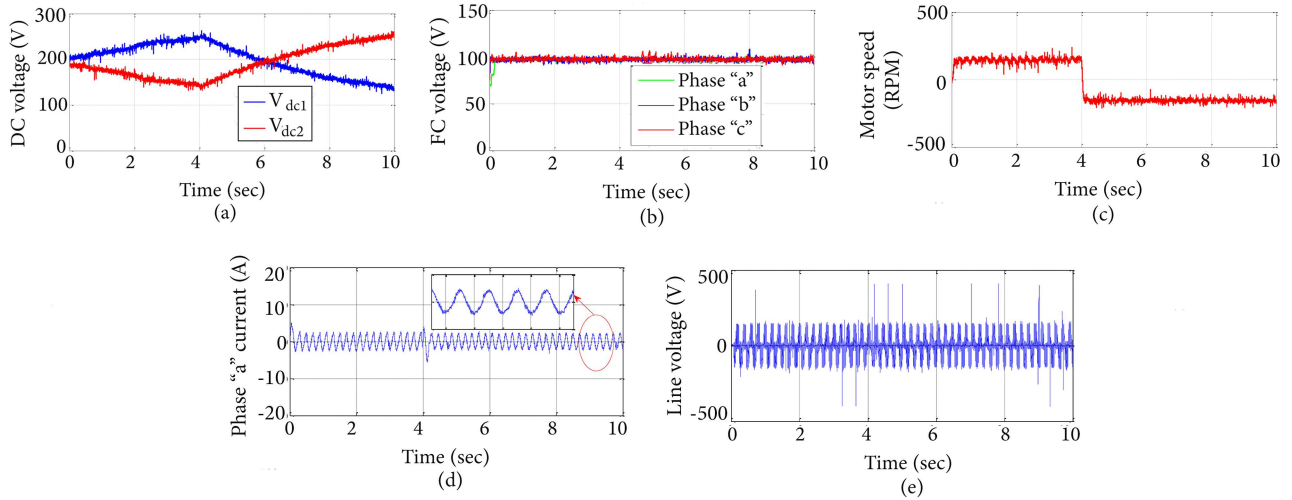 DC voltage (V)
300
200
100
0
V dc1
V dc2
0 2 4 6 8 10
Time (sec)
(a)
FC voltage (V)
150
100
50
0
Phase “a”
Phase “b”
Phase “c”
0 2 4 6 8 10
Time (sec)
(b)
Motor speed
(RPM)
500
0
-500
0 2 4 6 8 10
Time (sec)
(c)
Phase “a” current (A)
20
10
0
-10
-20
0 2 4 6 8 10
Time (sec)
(d)
Line voltage (V)
500
0
-500
0 2 4 6 8 10
Time (sec)
(e)